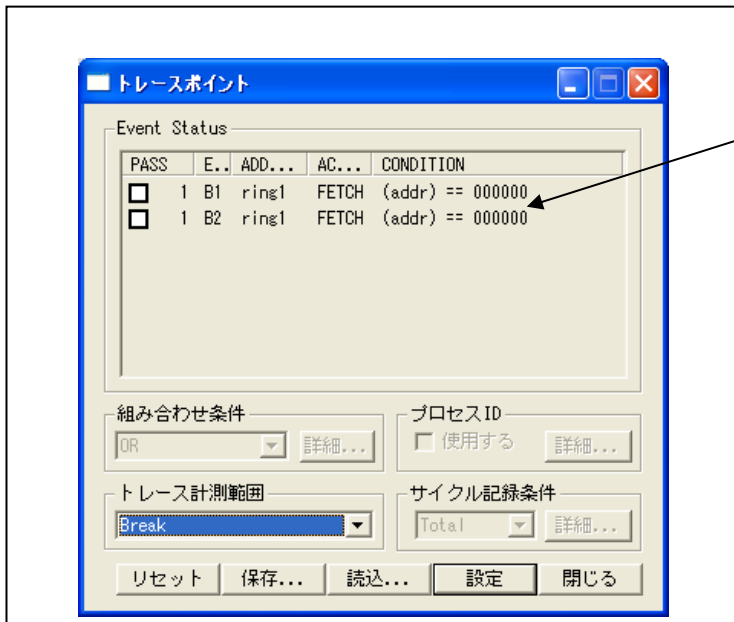 トレースポイント
Event Status
PASS E.. ADD... AC... CONDITION
1 B1 ring1 FETCH (addr) == 000000
1 B2 ring1 FETCH (addr) == 000000
組み合わせ条件
OR 詳細...
プロセスID
使用する 詳細...
トレース計測範囲
Break
サイクル記録条件
Total 詳細...
リセット 保存... 読込... 設定 閉じる